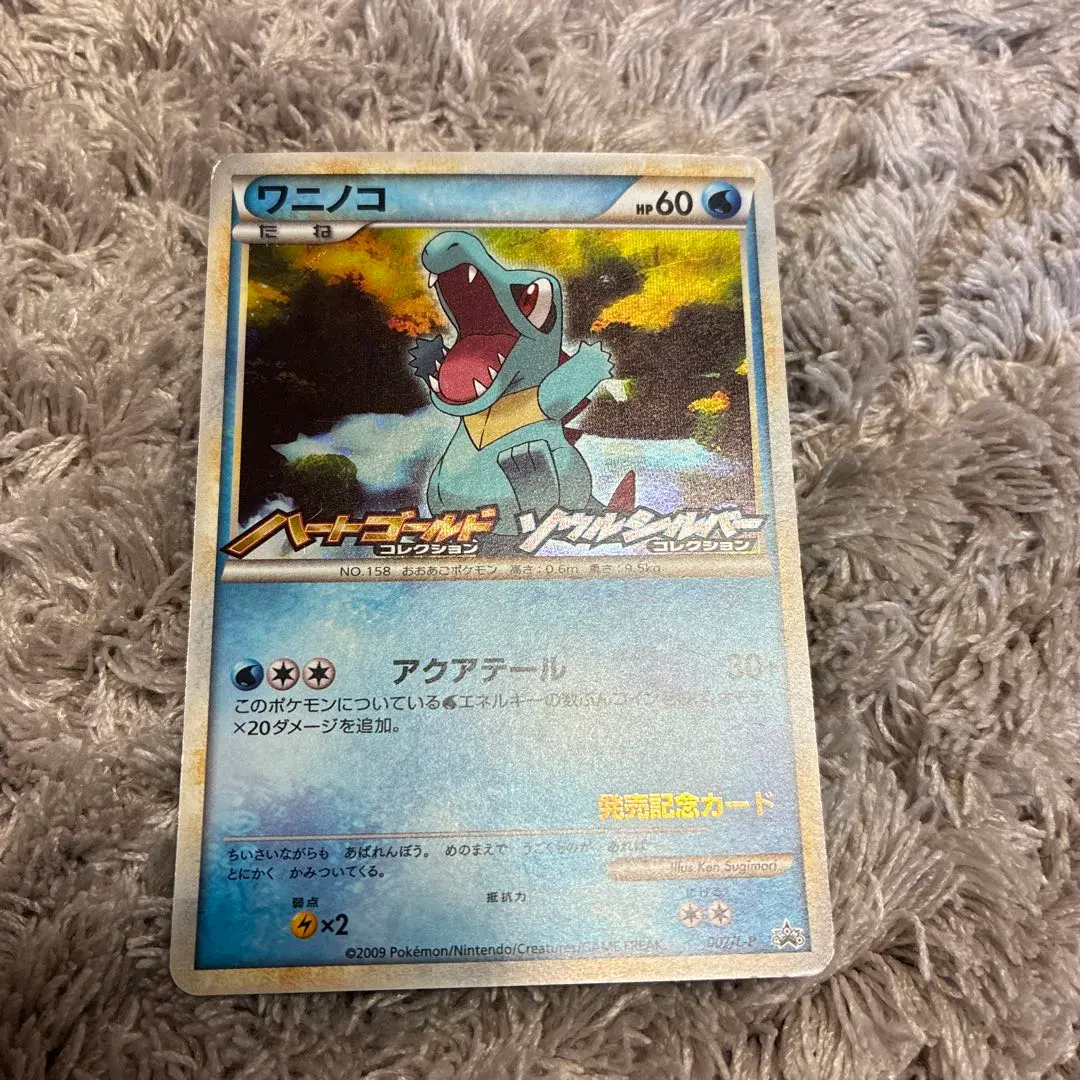 ワニノコ
HP60
たね
ハートゴールド
コレクション
ソウルシルバー
コレクション
NO.158 おおあごポケモン 高さ:0.6m 重さ:9.5kg
アクアテール 30+
このポケモンについているエネルギーの数ぶんコインを
×20ダメージを追加。
発売記念カード
ちいさいながらも あばれんぼう。 めのまえで うごくものが あれば
とにかく かみついてくる。
Illus. Ken Sugimori
弱点
×2
抵抗力
にげる
©2009 Pokémon/Nintendo/Creatures/GAME FREAK.
007/L-P
PROMO